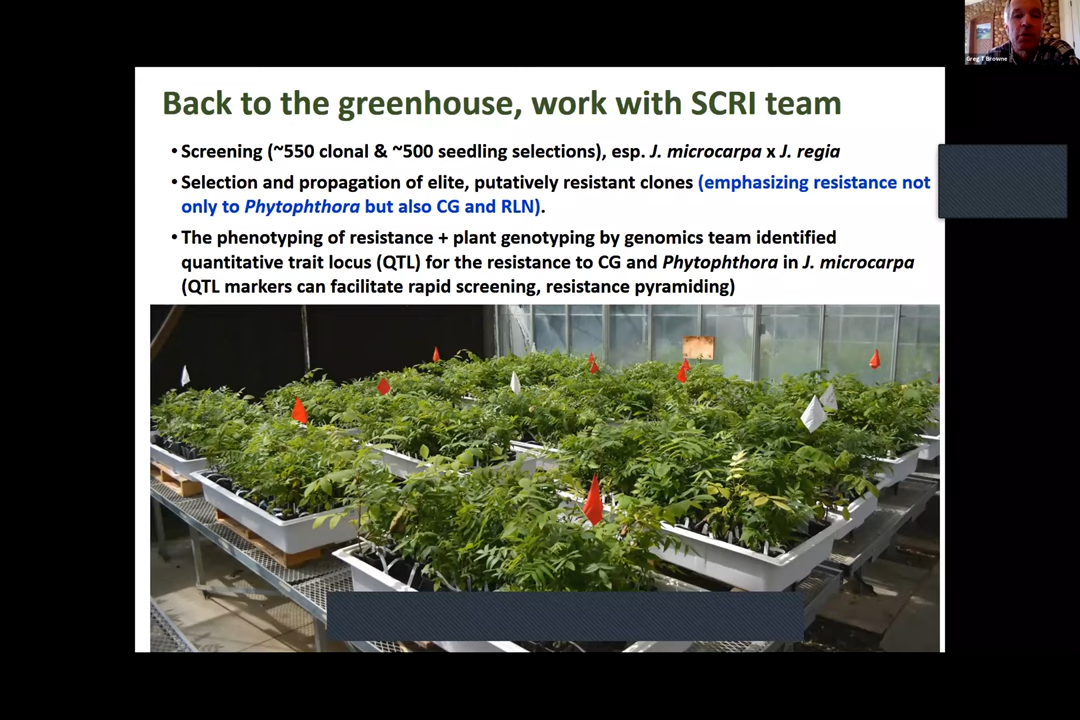 Greg T Browne
Back to the greenhouse, work with SCRI team
• Screening (~550 clonal & ~500 seedling selections), esp. J. microcarpa x J. regia
• Selection and propagation of elite, putatively resistant clones (emphasizing resistance not
only to Phytophthora but also CG and RLN).
• The phenotyping of resistance + plant genotyping by genomics team identified
quantitative trait locus (QTL) for the resistance to CG and Phytophthora in J. microcarpa
(QTL markers can facilitate rapid screening, resistance pyramiding)